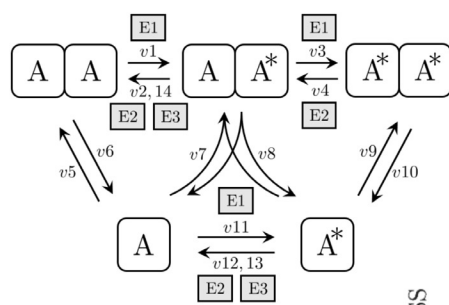 E1 E1
v1 v3
A A A A* A* A*
v2, 14 v4
E2 E3 E2
v5 v6 v7 v8 v9 v10
E1
A v11 A*
v12, 13
E2 E3
SS